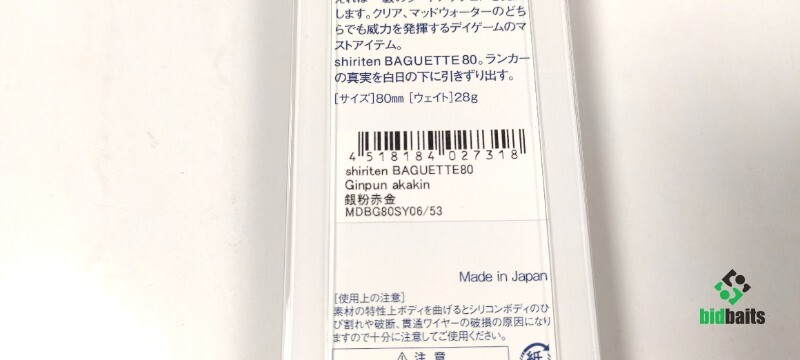 します。クリア、マッドウォーターのどち
らでも威力を発揮するデイゲームのマ
ストアイテム。
shiriten BAGUETTE80。ランカー
の真実を白日の下に引きずり出す。
[サイズ]80mm [ウェイト]28g
4 518184 027318
shiriten BAGUETTE80
Ginpun akakin
銀粉赤金
MDBG80SY06/53
Made in Japan
[使用上の注意]
素材の特性上ボディを曲げるとシリコンボディのひ
び割れや破断、貫通ワイヤーの破損の原因になり
ますので十分に注意してご使用ください。
⚠注 意
紙
bidbaits